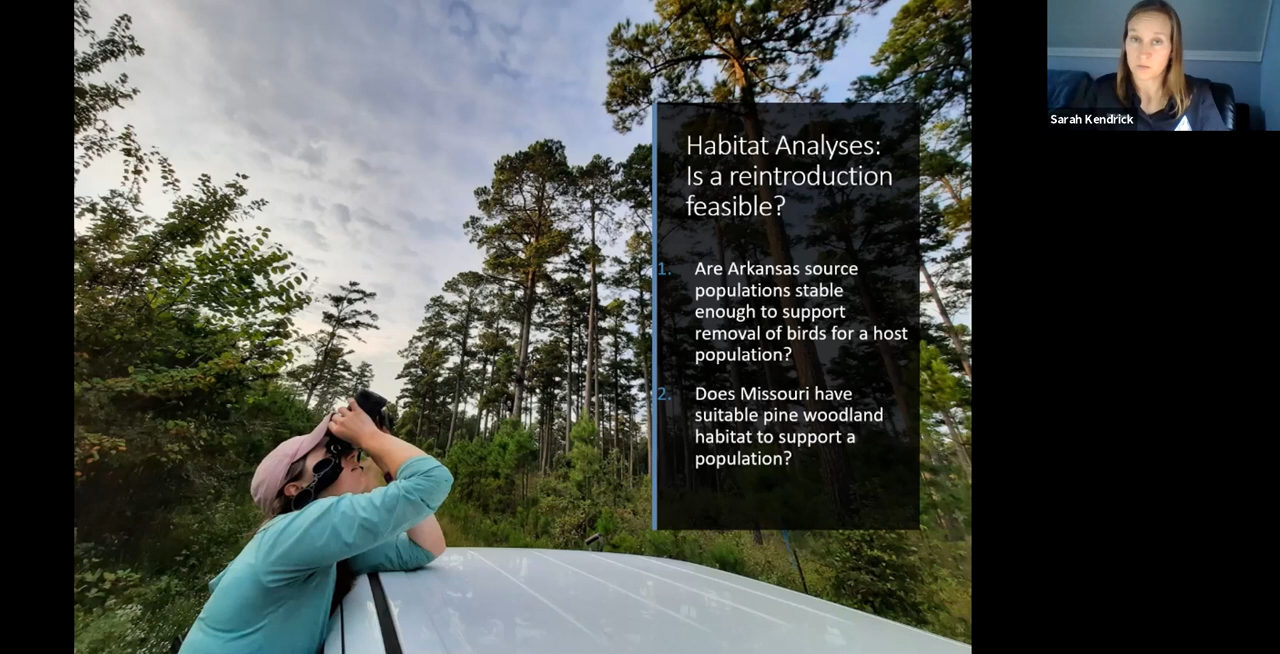 Habitat Analyses:
Is a reintroduction
feasible?
1. Are Arkansas source
populations stable
enough to support
removal of birds for a host
population?
2. Does Missouri have
suitable pine woodland
habitat to support a
population?
Sarah Kendrick